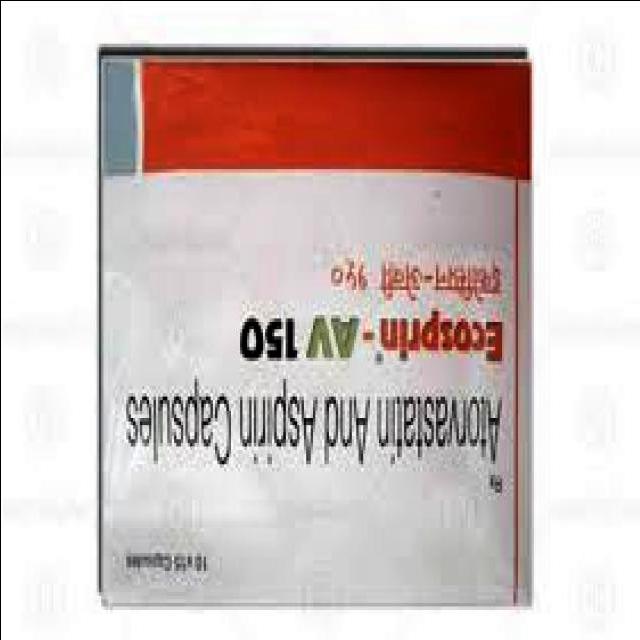 10 x 15 Capsules
Rx
Atorvastatin And Aspirin Capsules
Ecosprin - AV 150
इकोस्प्रिन-एवी १५०